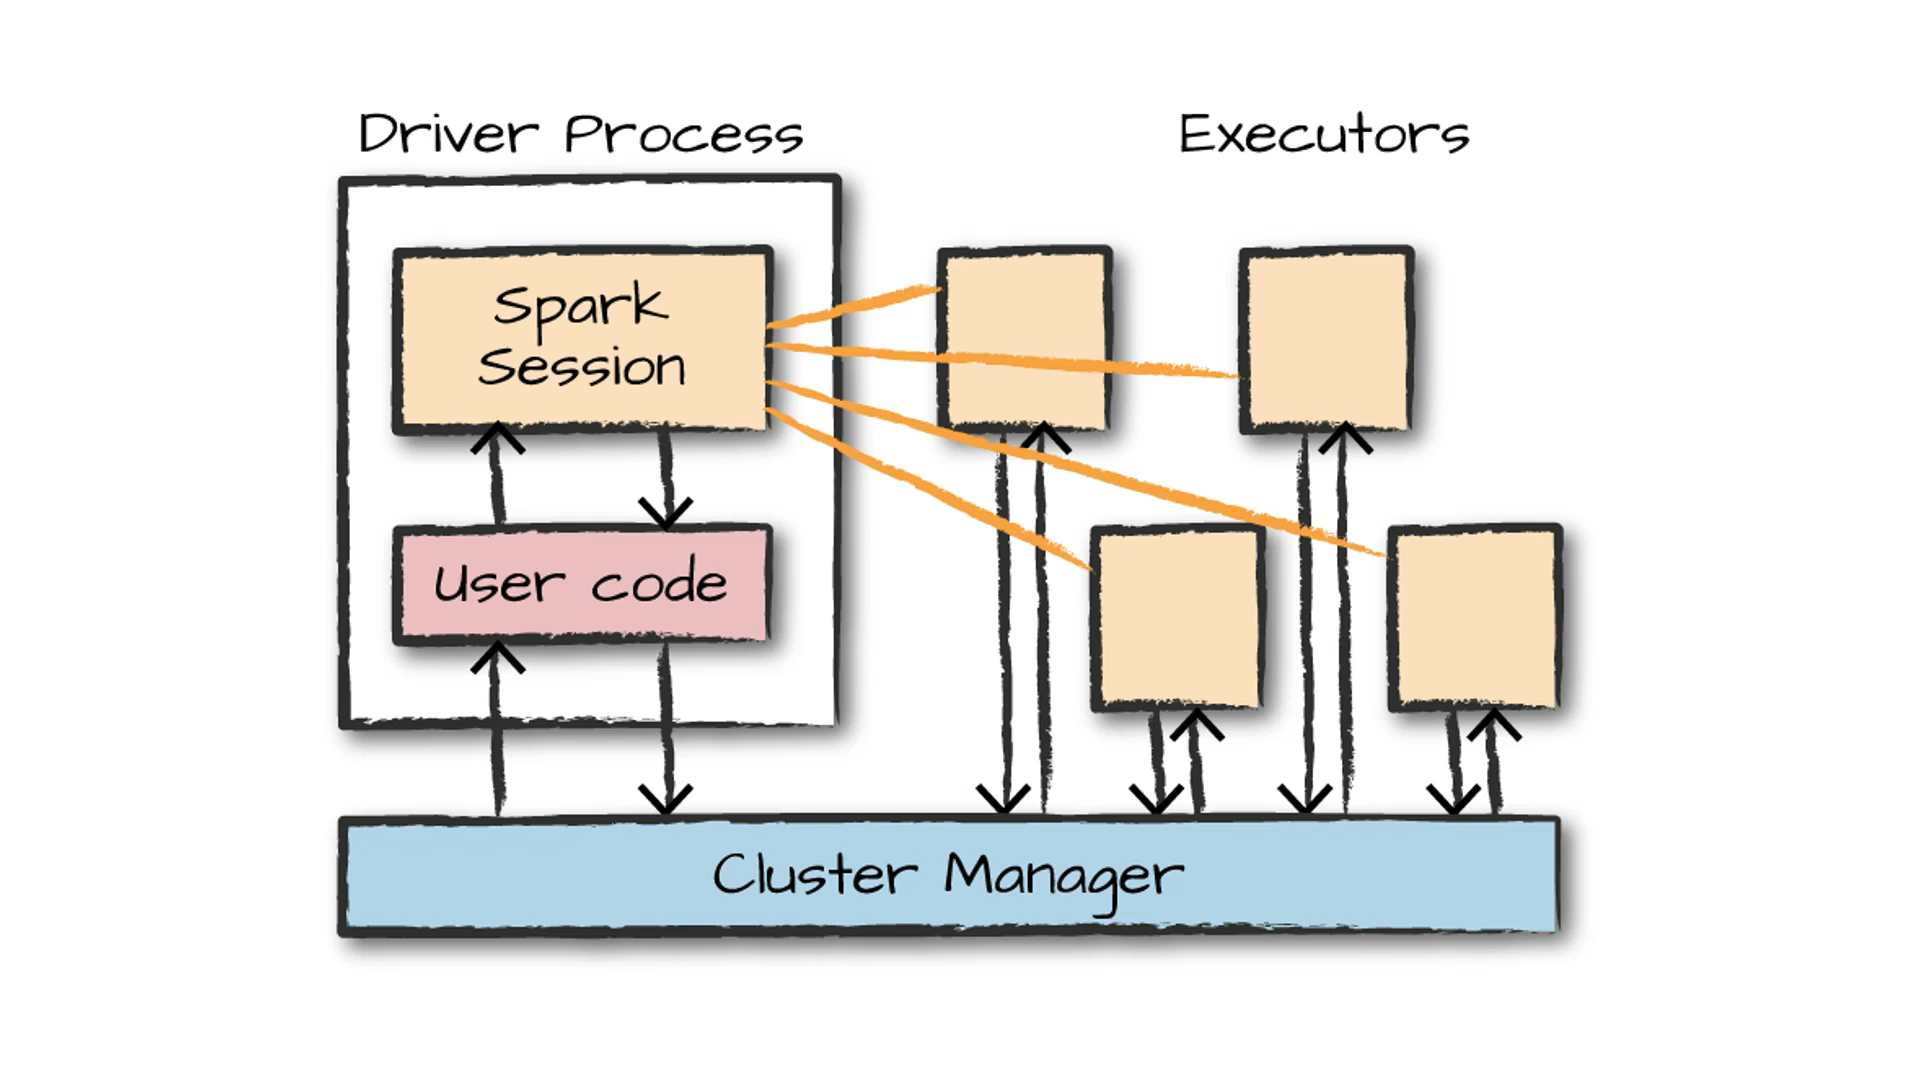 Driver Process
Executors
Spark
Session
User code
Cluster Manager